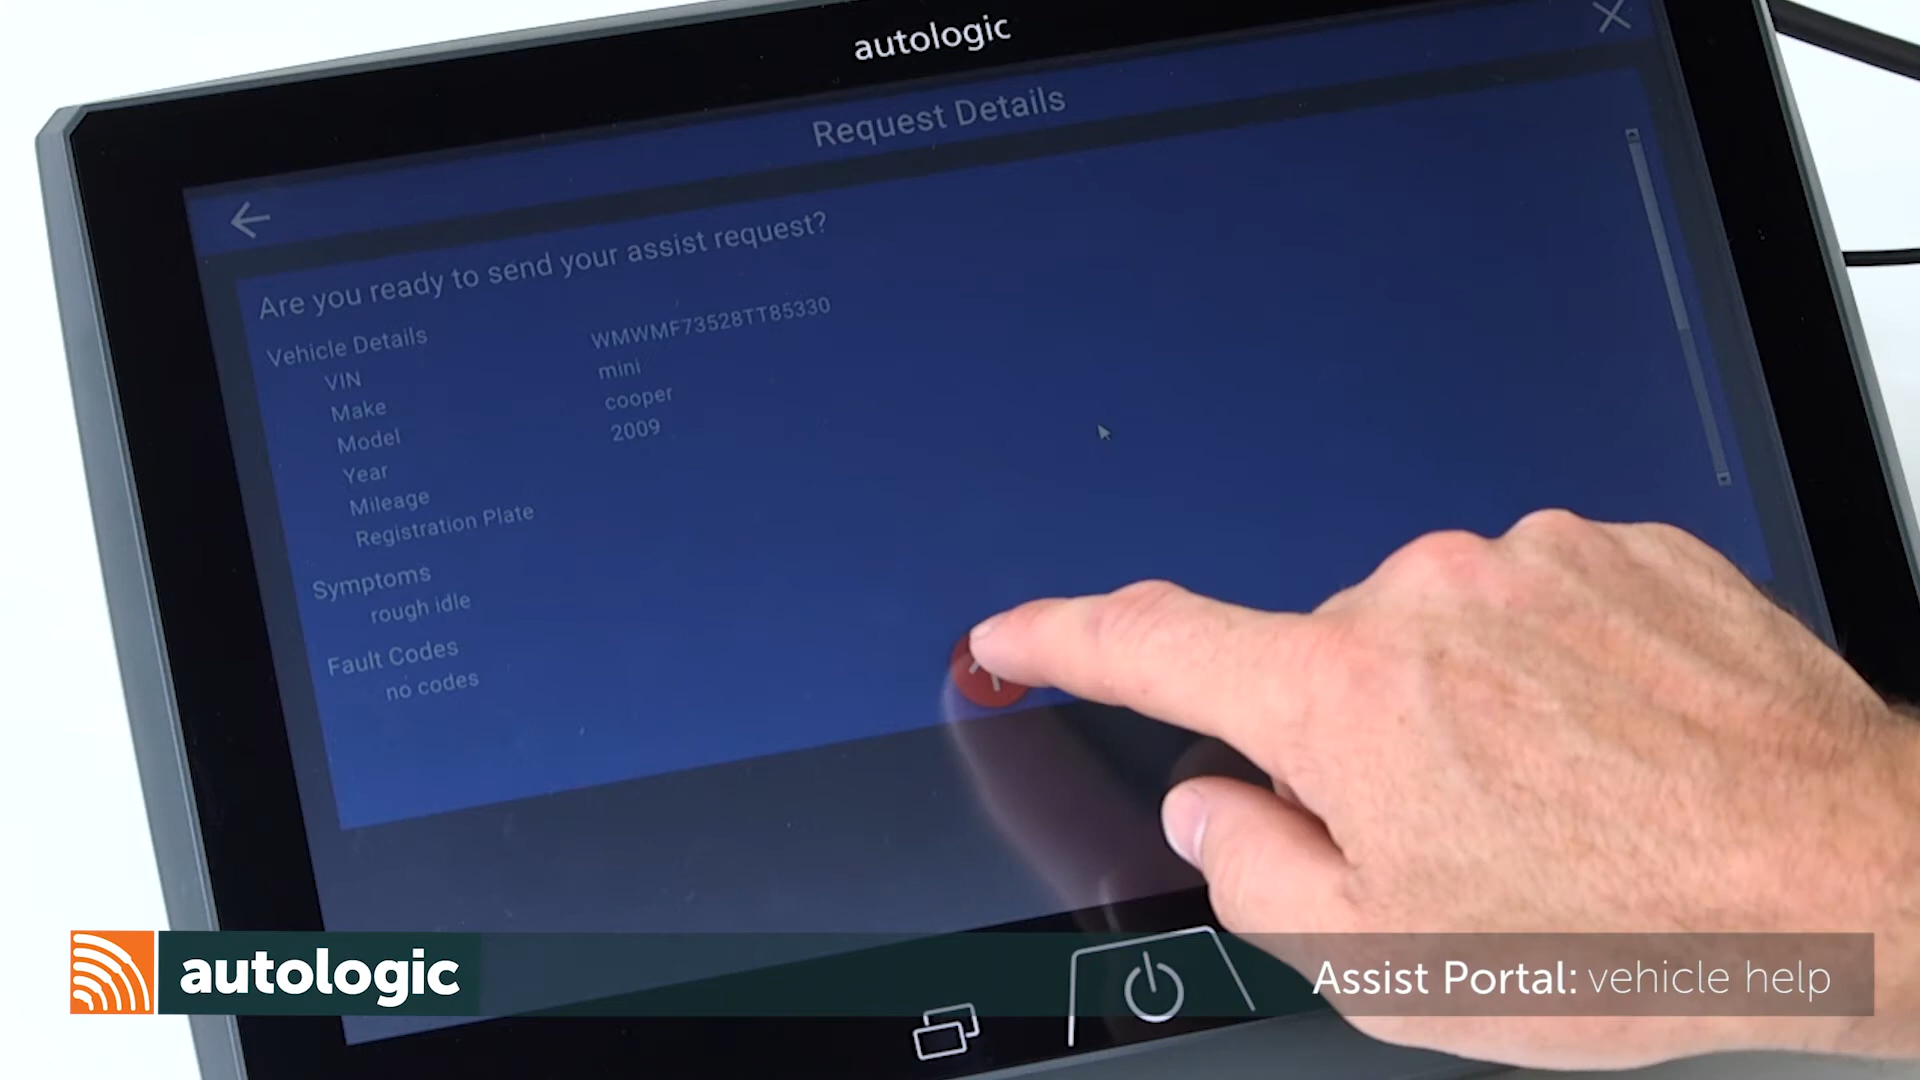 autologic
Request Details
Are you ready to send your assist request?
Vehicle Details
VIN WMWMF73528TT85330
Make mini
Model cooper
Year 2009
Mileage
Registration Plate
Symptoms
rough idle
Fault Codes
no codes
autologic
Assist Portal: vehicle help